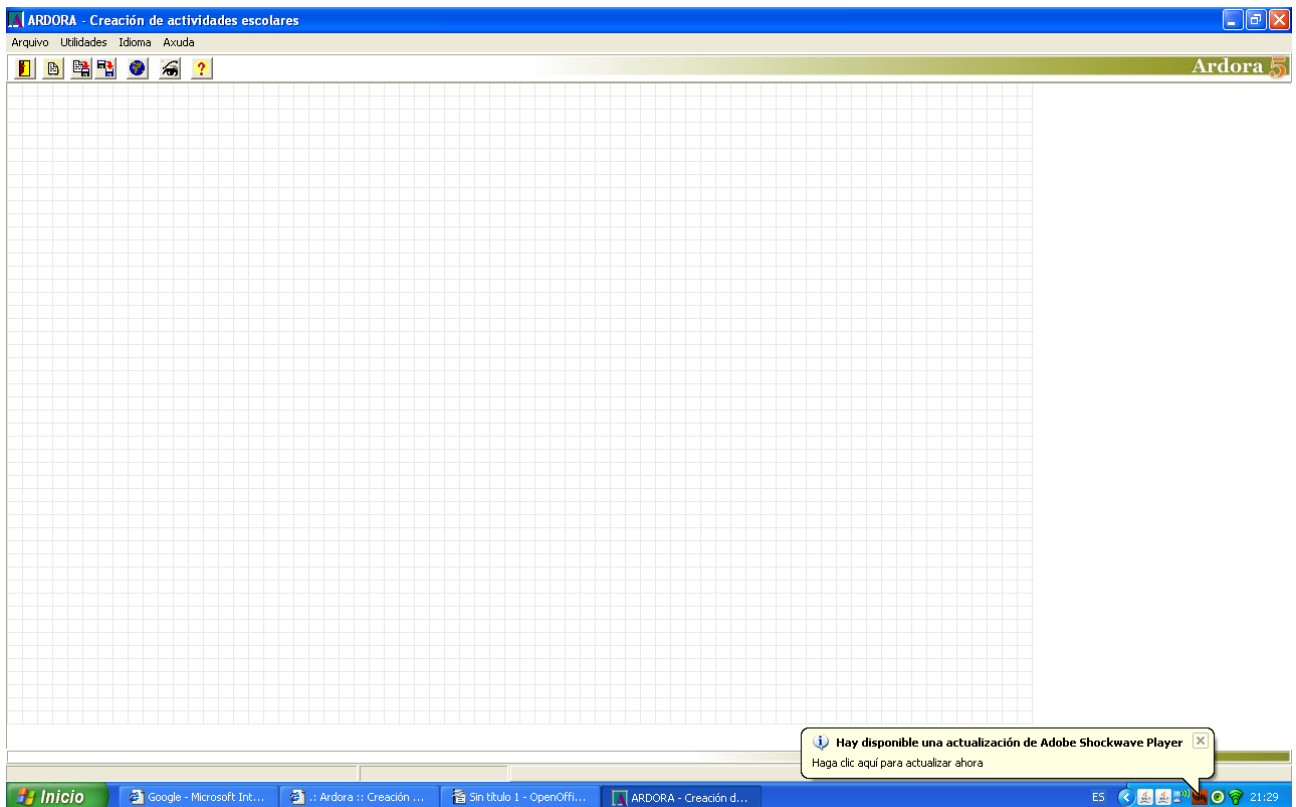 ARDORA - Creación de actividades escolares
Arquivo Utilidades Idioma Axuda
?
Ardora 5
Hay disponible una actualización de Adobe Shockwave Player
Haga clic aquí para actualizar ahora
Inicio Google - Microsoft Int... .: Ardora :: Creación ... Sin título 1 - OpenOffi... ARDORA - Creación d... ES 21:29